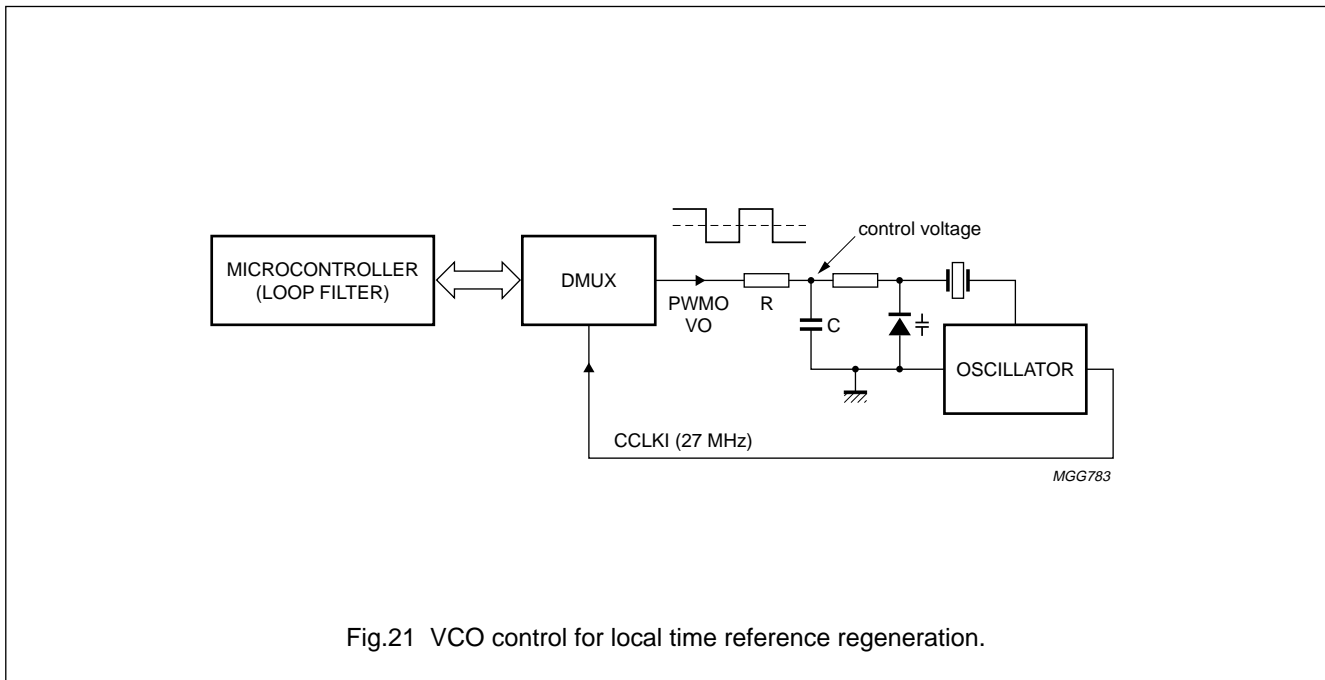 control voltage
MICROCONTROLLER
(LOOP FILTER)
DMUX
PWMO
VO
R
C
OSCILLATOR
CCLKI (27 MHz)
MGG783
Fig.21 VCO control for local time reference regeneration.